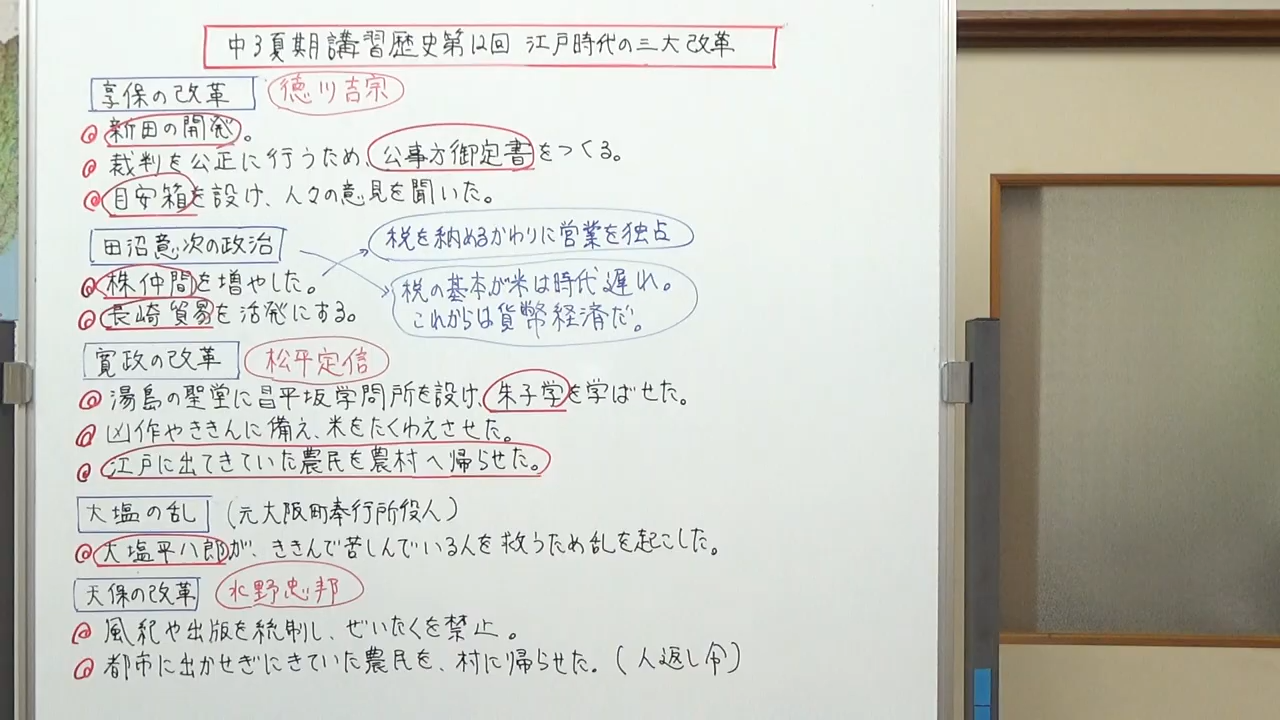 中3夏期講習歴史第12回 江戸時代の三大改革
享保の改革 徳川吉宗
新田の開発。
裁判を公正に行うため、公事方御定書をつくる。
目安箱を設け、人々の意見を聞いた。
田沼意次の政治
税を納めるかわりに営業を独占
株仲間を増やした。
長崎貿易を活発にする。
税の基本が米は時代遅れ。
これからは貨幣経済だ。
寛政の改革 松平定信
湯島の聖堂に昌平坂学問所を設け、朱子学を学ばせた。
凶作やききんに備え、米をたくわえさせた。
江戸に出てきていた農民を農村へ帰らせた。
大塩の乱 (元大阪町奉行所役人)
大塩平八郎が、ききんで苦しんでいる人を救うため乱を起こした。
天保の改革 水野忠邦
風紀や出版を統制し、ぜいたくを禁止。
都市に出かせぎにきていた農民を、村に帰らせた。(人返し令)